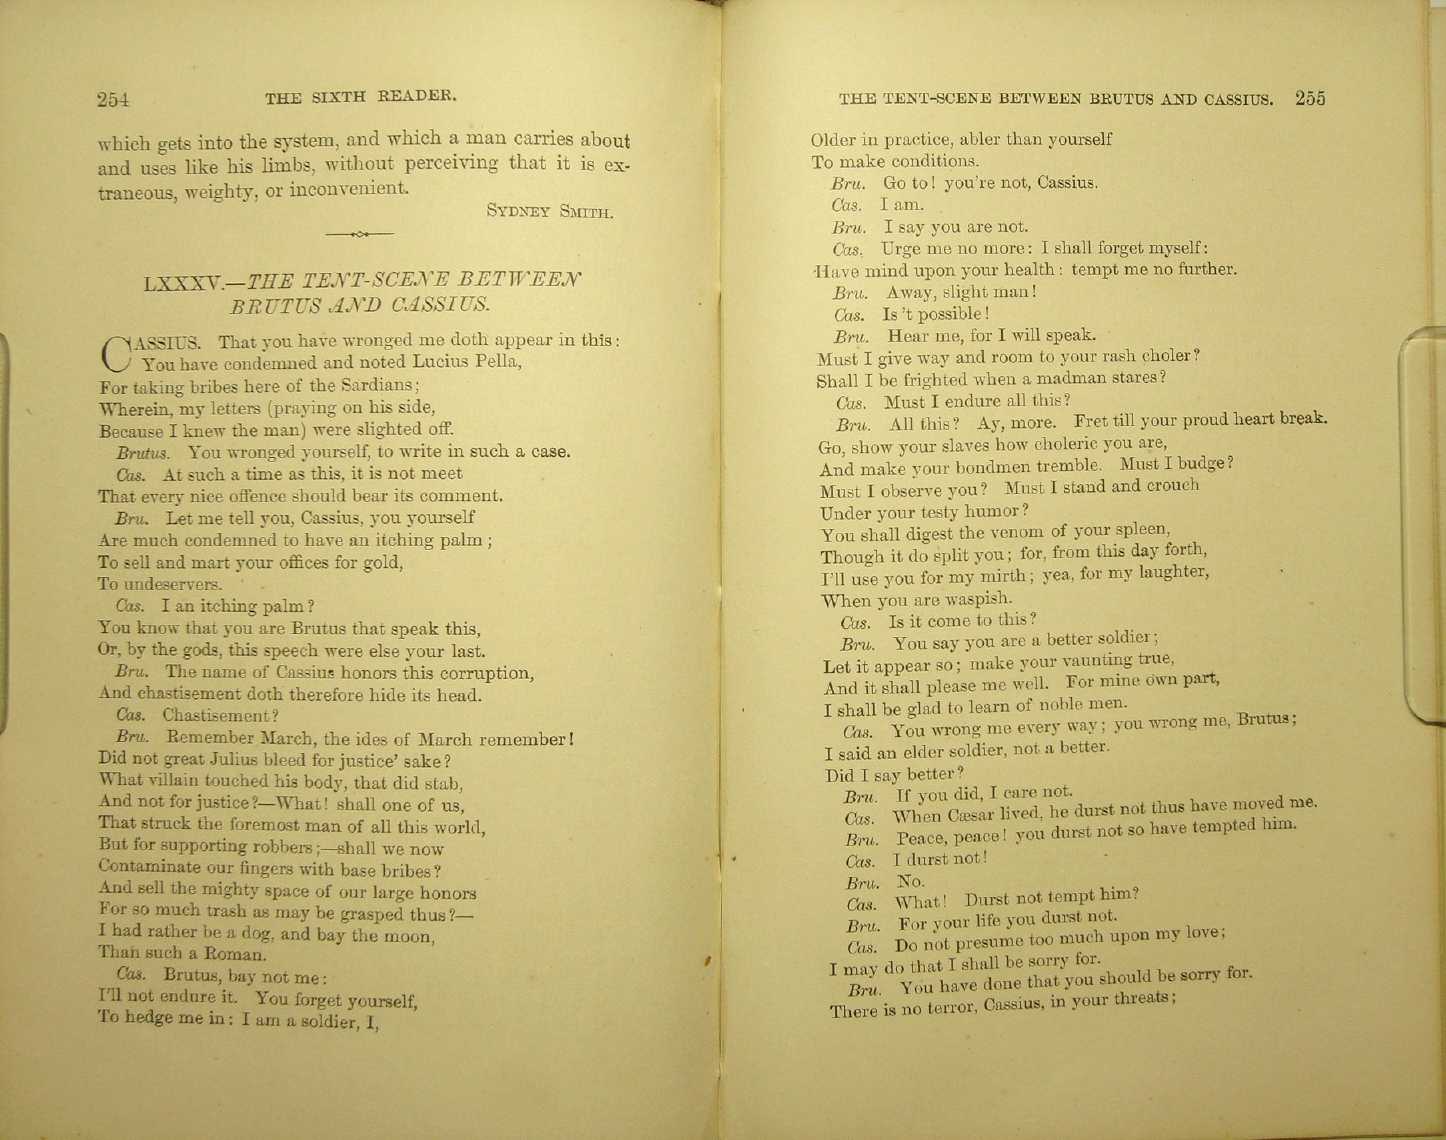 254 THE SIXTH READER.
which gets into the system, and which a man carries about
and uses like his limbs, without perceiving that it is ex-
traneous, weighty, or inconvenient.
SYDNEY SMITH.
LXXXV.—THE TENT-SCENE BETWEEN
BRUTUS AND CASSIUS.
CASSIUS. That you have wronged me doth appear in this:
You have condemned and noted Lucius Pella,
For taking bribes here of the Sardians;
Wherein, my letters (praying on his side,
Because I knew the man) were slighted off.
Brutus. You wronged yourself, to write in such a case.
Cas. At such a time as this, it is not meet
That every nice offence should bear its comment.
Bru. Let me tell you, Cassius, you yourself
Are much condemned to have an itching palm;
To sell and mart your offices for gold,
To undeservers.
Cas. I an itching palm?
You know that you are Brutus that speak this,
Or, by the gods, this speech were else your last.
Bru. The name of Cassius honors this corruption,
And chastisement doth therefore hide its head.
Cas. Chastisement?
Bru. Remember March, the ides of March remember!
Did not great Julius bleed for justice' sake?
What villain touched his body, that did stab,
And not for justice?—What! shall one of us,
That struck the foremost man of all this world,
But for supporting robbers;—shall we now
Contaminate our fingers with base bribes?
And sell the mighty space of our large honors
For so much trash as may be grasped thus?—
I had rather be a dog, and bay the moon,
Than such a Roman.
Cas. Brutus, bay not me:
I'll not endure it. You forget yourself,
To hedge me in: I am a soldier, I,
THE TENT-SCENE BETWEEN BRUTUS AND CASSIUS. 255
Older in practice, abler than yourself
To make conditions.
Bru. Go to! you're not, Cassius.
Cas. I am.
Bru. I say you are not.
Cas. Urge me no more: I shall forget myself:
Have mind upon your health: tempt me no further.
Bru. Away, slight man!
Cas. Is 't possible!
Bru. Hear me, for I will speak.
Must I give way and room to your rash choler?
Shall I be frighted when a madman stares?
Cas. Must I endure all this?
Bru. All this? Ay, more. Fret till your proud heart break.
Go, show your slaves how choleric you are,
And make your bondmen tremble. Must I budge?
Must I observe you? Must I stand and crouch
Under your testy humor?
You shall digest the venom of your spleen,
Though it do split you; for, from this day forth,
I'll use you for my mirth; yea, for my laughter,
When you are waspish.
Cas. Is it come to this?
Bru. You say you are a better soldier;
Let it appear so; make your vaunting true,
And it shall please me well. For mine own part,
I shall be glad to learn of noble men.
Cas. You wrong me every way; you wrong me, Brutus;
I said an elder soldier, not a better.
Did I say better?
Bru. If you did, I care not.
Cas. When Cæsar lived, he durst not thus have moved me.
Bru. Peace, peace! you durst not so have tempted him.
Cas. I durst not!
Bru. No.
Cas. What! Durst not tempt him?
Bru. For your life you durst not.
Cas. Do not presume too much upon my love;
I may do that I shall be sorry for.
Bru. You have done that you should be sorry for.
There is no terror, Cassius, in your threats;